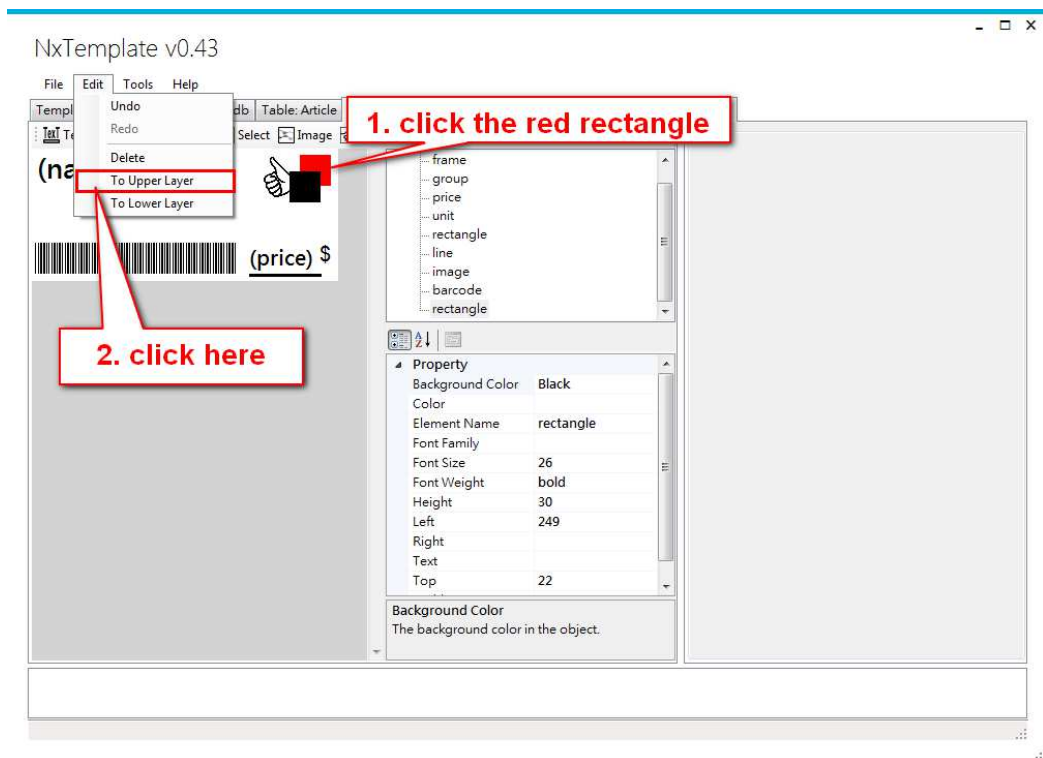 NxTemplate v0.43
File Edit Tools Help
Templ
Undo
db Table: Article
Te
Redo
Select Image
1. click the red rectangle
Delete
(na
To Upper Layer
To Lower Layer
(price) $
2. click here
frame
group
price
unit
rectangle
line
image
barcode
rectangle
Property
Background Color Black
Color
Element Name rectangle
Font Family
Font Size 26
Font Weight bold
Height 30
Left 249
Right
Text
Top 22
Background Color
The background color in the object.